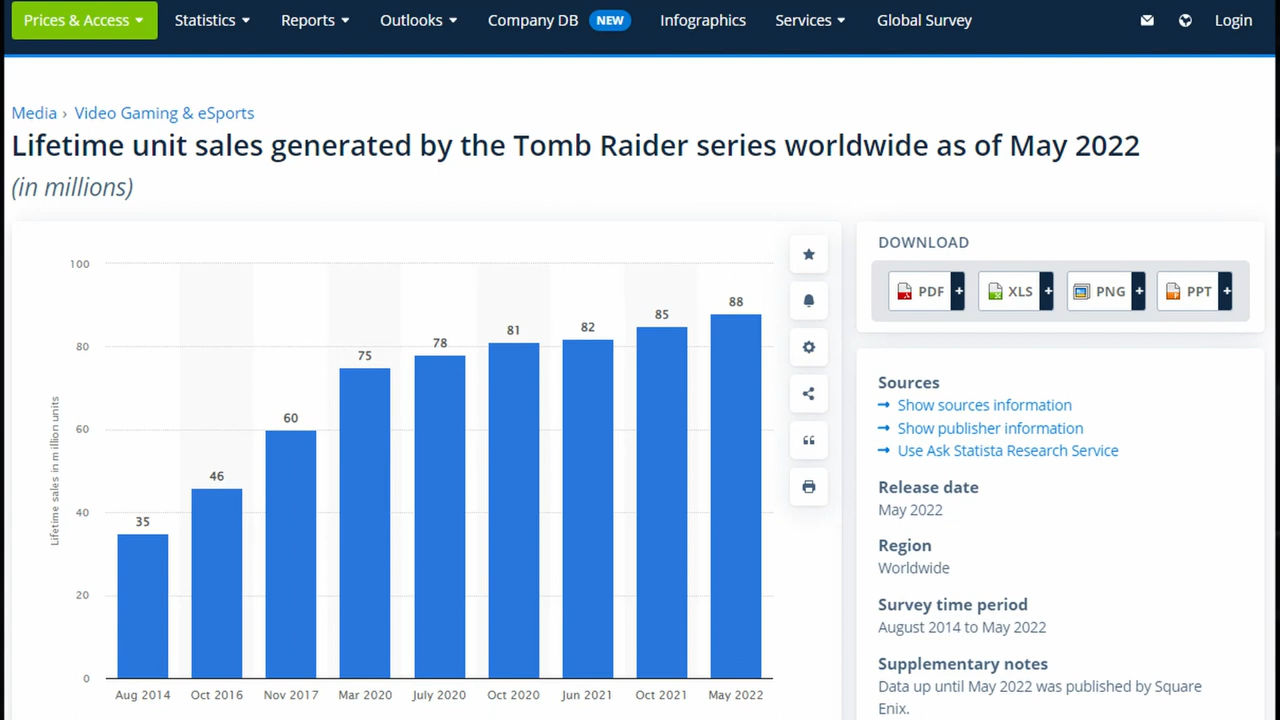 Prices & Access Statistics Reports Outlooks Company DB NEW Infographics Services Global Survey Login
Media › Video Gaming & eSports
Lifetime unit sales generated by the Tomb Raider series worldwide as of May 2022
(in millions)
Lifetime sales in million units
100
80
60
40
20
0
35
46
60
75
78
81
82
85
88
Aug 2014 Oct 2016 Nov 2017 Mar 2020 July 2020 Oct 2020 Jun 2021 Oct 2021 May 2022
DOWNLOAD
PDF + XLS + PNG + PPT +
Sources
→ Show sources information
→ Show publisher information
→ Use Ask Statista Research Service
Release date
May 2022
Region
Worldwide
Survey time period
August 2014 to May 2022
Supplementary notes
Data up until May 2022 was published by Square
Enix.